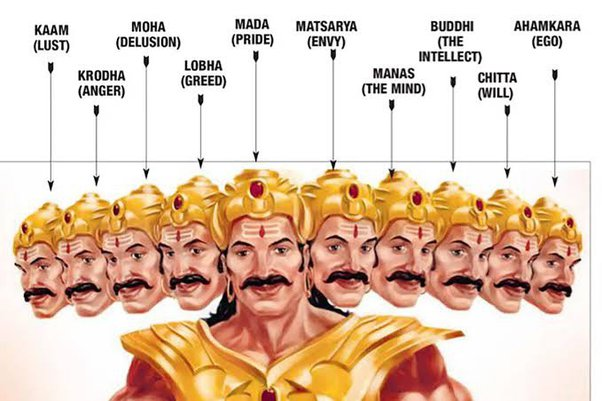 KAAM
(LUST)
KRODHA
(ANGER)
MOHA
(DELUSION)
LOBHA
(GREED)
MADA
(PRIDE)
MATSARYA
(ENVY)
MANAS
(THE MIND)
BUDDHI
(THE
INTELLECT)
CHITTA
(WILL)
AHAMKARA
(EGO)